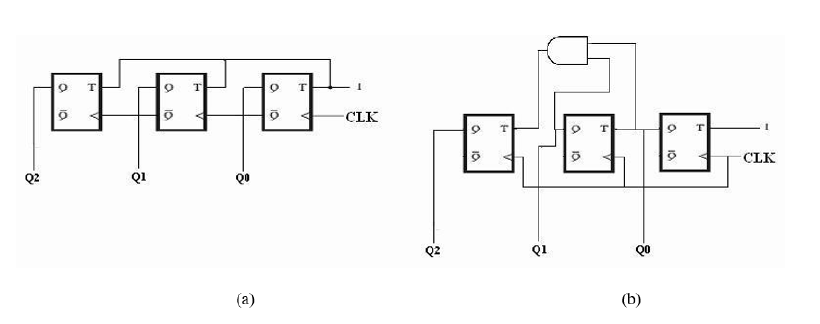 Q T Q T Q T 1
Q̅ Q̅ Q̅ CLK
Q2 Q1 Q0
(a)
Q T Q T Q T 1
Q̅ Q̅ Q̅ CLK
Q2 Q1 Q0
(b)